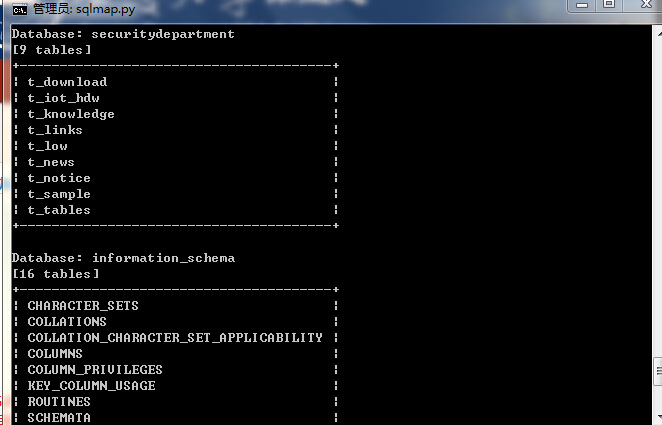 管理员: sqlmap.py
Database: securitydepartment
[9 tables]
+---------------------------------------+
| t_download |
| t_iot_hdw |
| t_knowledge |
| t_links |
| t_low |
| t_news |
| t_notice |
| t_sample |
| t_tables |
+---------------------------------------+
Database: information_schema
[16 tables]
+---------------------------------------+
| CHARACTER_SETS |
| COLLATIONS |
| COLLATION_CHARACTER_SET_APPLICABILITY |
| COLUMNS |
| COLUMN_PRIVILEGES |
| KEY_COLUMN_USAGE |
| ROUTINES |
| SCHEMATA |